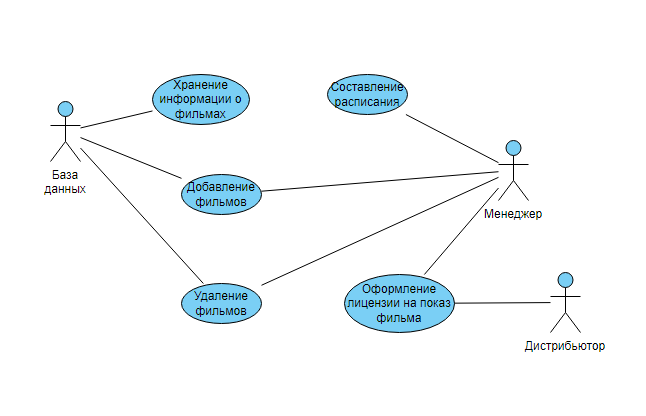 Хранение
информации о
фильмах
Составление
расписания
База
данных
Добавление
фильмов
Менеджер
Удаление
фильмов
Оформление
лицензии на показ
фильма
Дистрибьютор